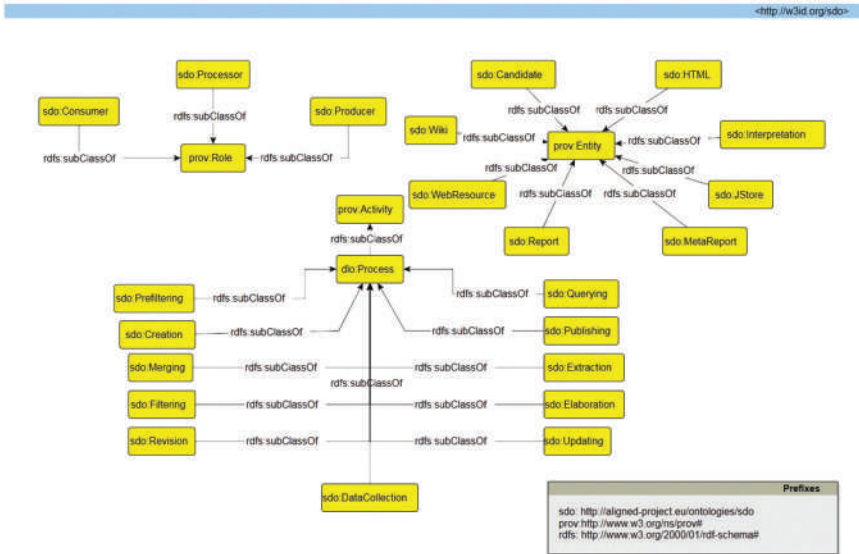 <http://w3id.org/sdo>
sdo:Processor
sdo:Candidate
sdo:HTML
sdo:Consumer
rdfs:subClassOf
sdo:Producer
rdfs:subClassOf
rdfs:subClassOf
sdo:Wiki
rdfs:subClassOf
rdfs:subClassOf
sdo:Interpretation
rdfs:subClassOf
prov:Role
rdfs:subClassOf
prov:Entity
rdfs:subClassOf
rdfs:subClassOf
sdo:WebResource
rdfs:subClassOf
rdfs:subClassOf
rdfs:subClassOf
sdo:JStore
prov:Activity
rdfs:subClassOf
sdo:Report
sdo:MetaReport
dlo:Process
sdo:Prefiltering
rdfs:subClassOf
rdfs:subClassOf
sdo:Querying
sdo:Creation
rdfs:subClassOf
rdfs:subClassOf
sdo:Publishing
sdo:Merging
rdfs:subClassOf
rdfs:subClassOf
sdo:Extraction
rdfs:subClassOf
sdo:Filtering
rdfs:subClassOf
rdfs:subClassOf
sdo:Elaboration
sdo:Revision
rdfs:subClassOf
rdfs:subClassOf
sdo:Updating
sdo:DataCollection
Prefixes
sdo: http://aligned-project.eu/ontologies/sdo
prov:http://www.w3.org/ns/prov#
rdfs: http://www.w3.org/2000/01/rdf-schema#